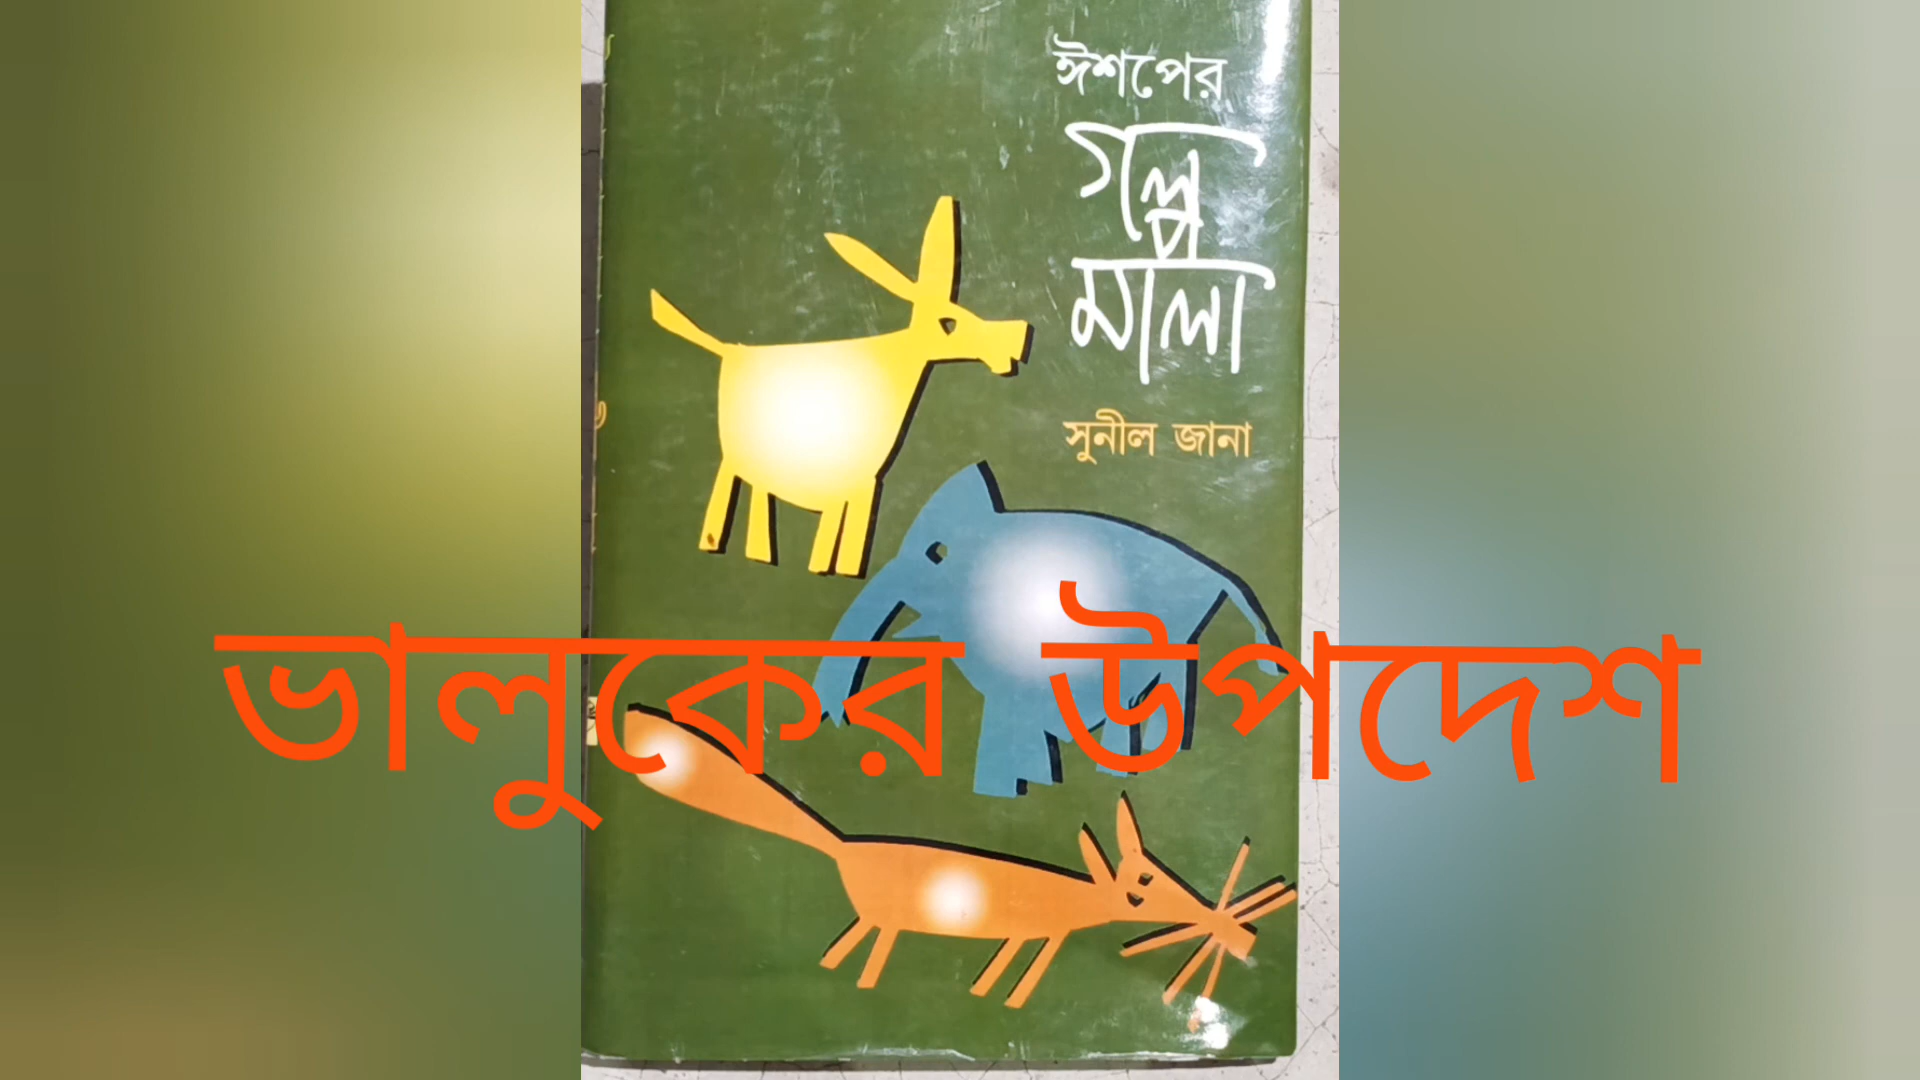 ঈশপের
গল্প
মালা
সুনীল জানা
ভালুকের উপদেশ